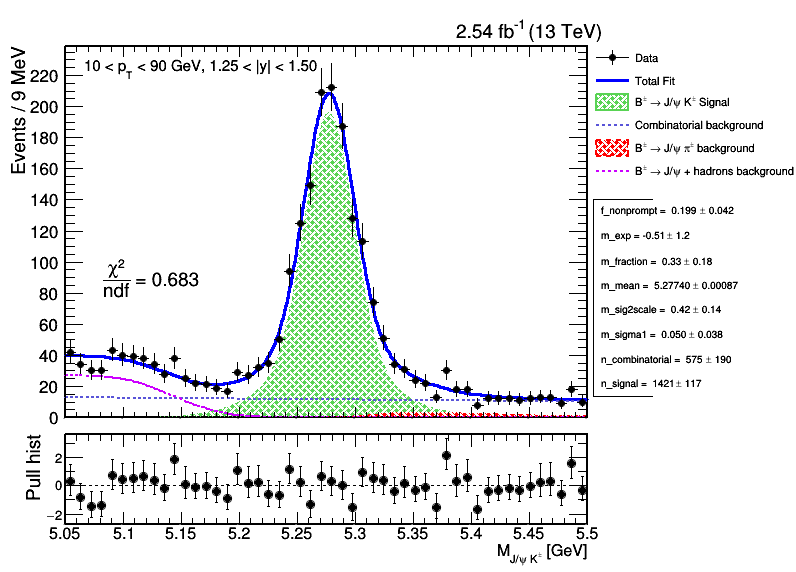 2.54 fb⁻¹ (13 TeV)
Events / 9 MeV
10 < p_T < 90 GeV, 1.25 < |y| < 1.50
220
200
180
160
140
120
100
80
60
40
20
0
χ²/ndf = 0.683
Data
Total Fit
B± → J/ψ K± Signal
Combinatorial background
B± → J/ψ π± background
B± → J/ψ + hadrons background
f_nonprompt = 0.199 ± 0.042
m_exp = -0.51 ± 1.2
m_fraction = 0.33 ± 0.18
m_mean = 5.27740 ± 0.00087
m_sig2scale = 0.42 ± 0.14
m_sigma1 = 0.050 ± 0.038
n_combinatorial = 575 ± 190
n_signal = 1421 ± 117
Pull hist
2
0
−2
5.05 5.1 5.15 5.2 5.25 5.3 5.35 5.4 5.45 5.5
M_J/ψ K± [GeV]